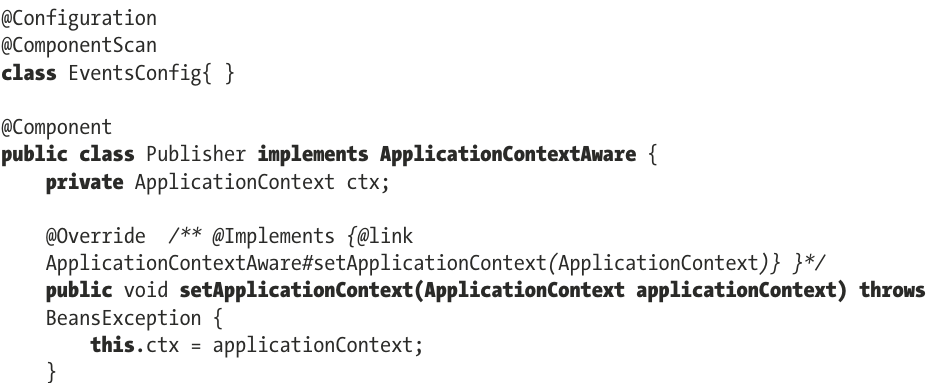 @Configuration
@ComponentScan
class EventsConfig{ }

@Component
public class Publisher implements ApplicationContextAware {
    private ApplicationContext ctx;

    @Override  /** @Implements {@link
    ApplicationContextAware#setApplicationContext(ApplicationContext)} }*/
    public void setApplicationContext(ApplicationContext applicationContext) throws
    BeansException {
        this.ctx = applicationContext;
    }